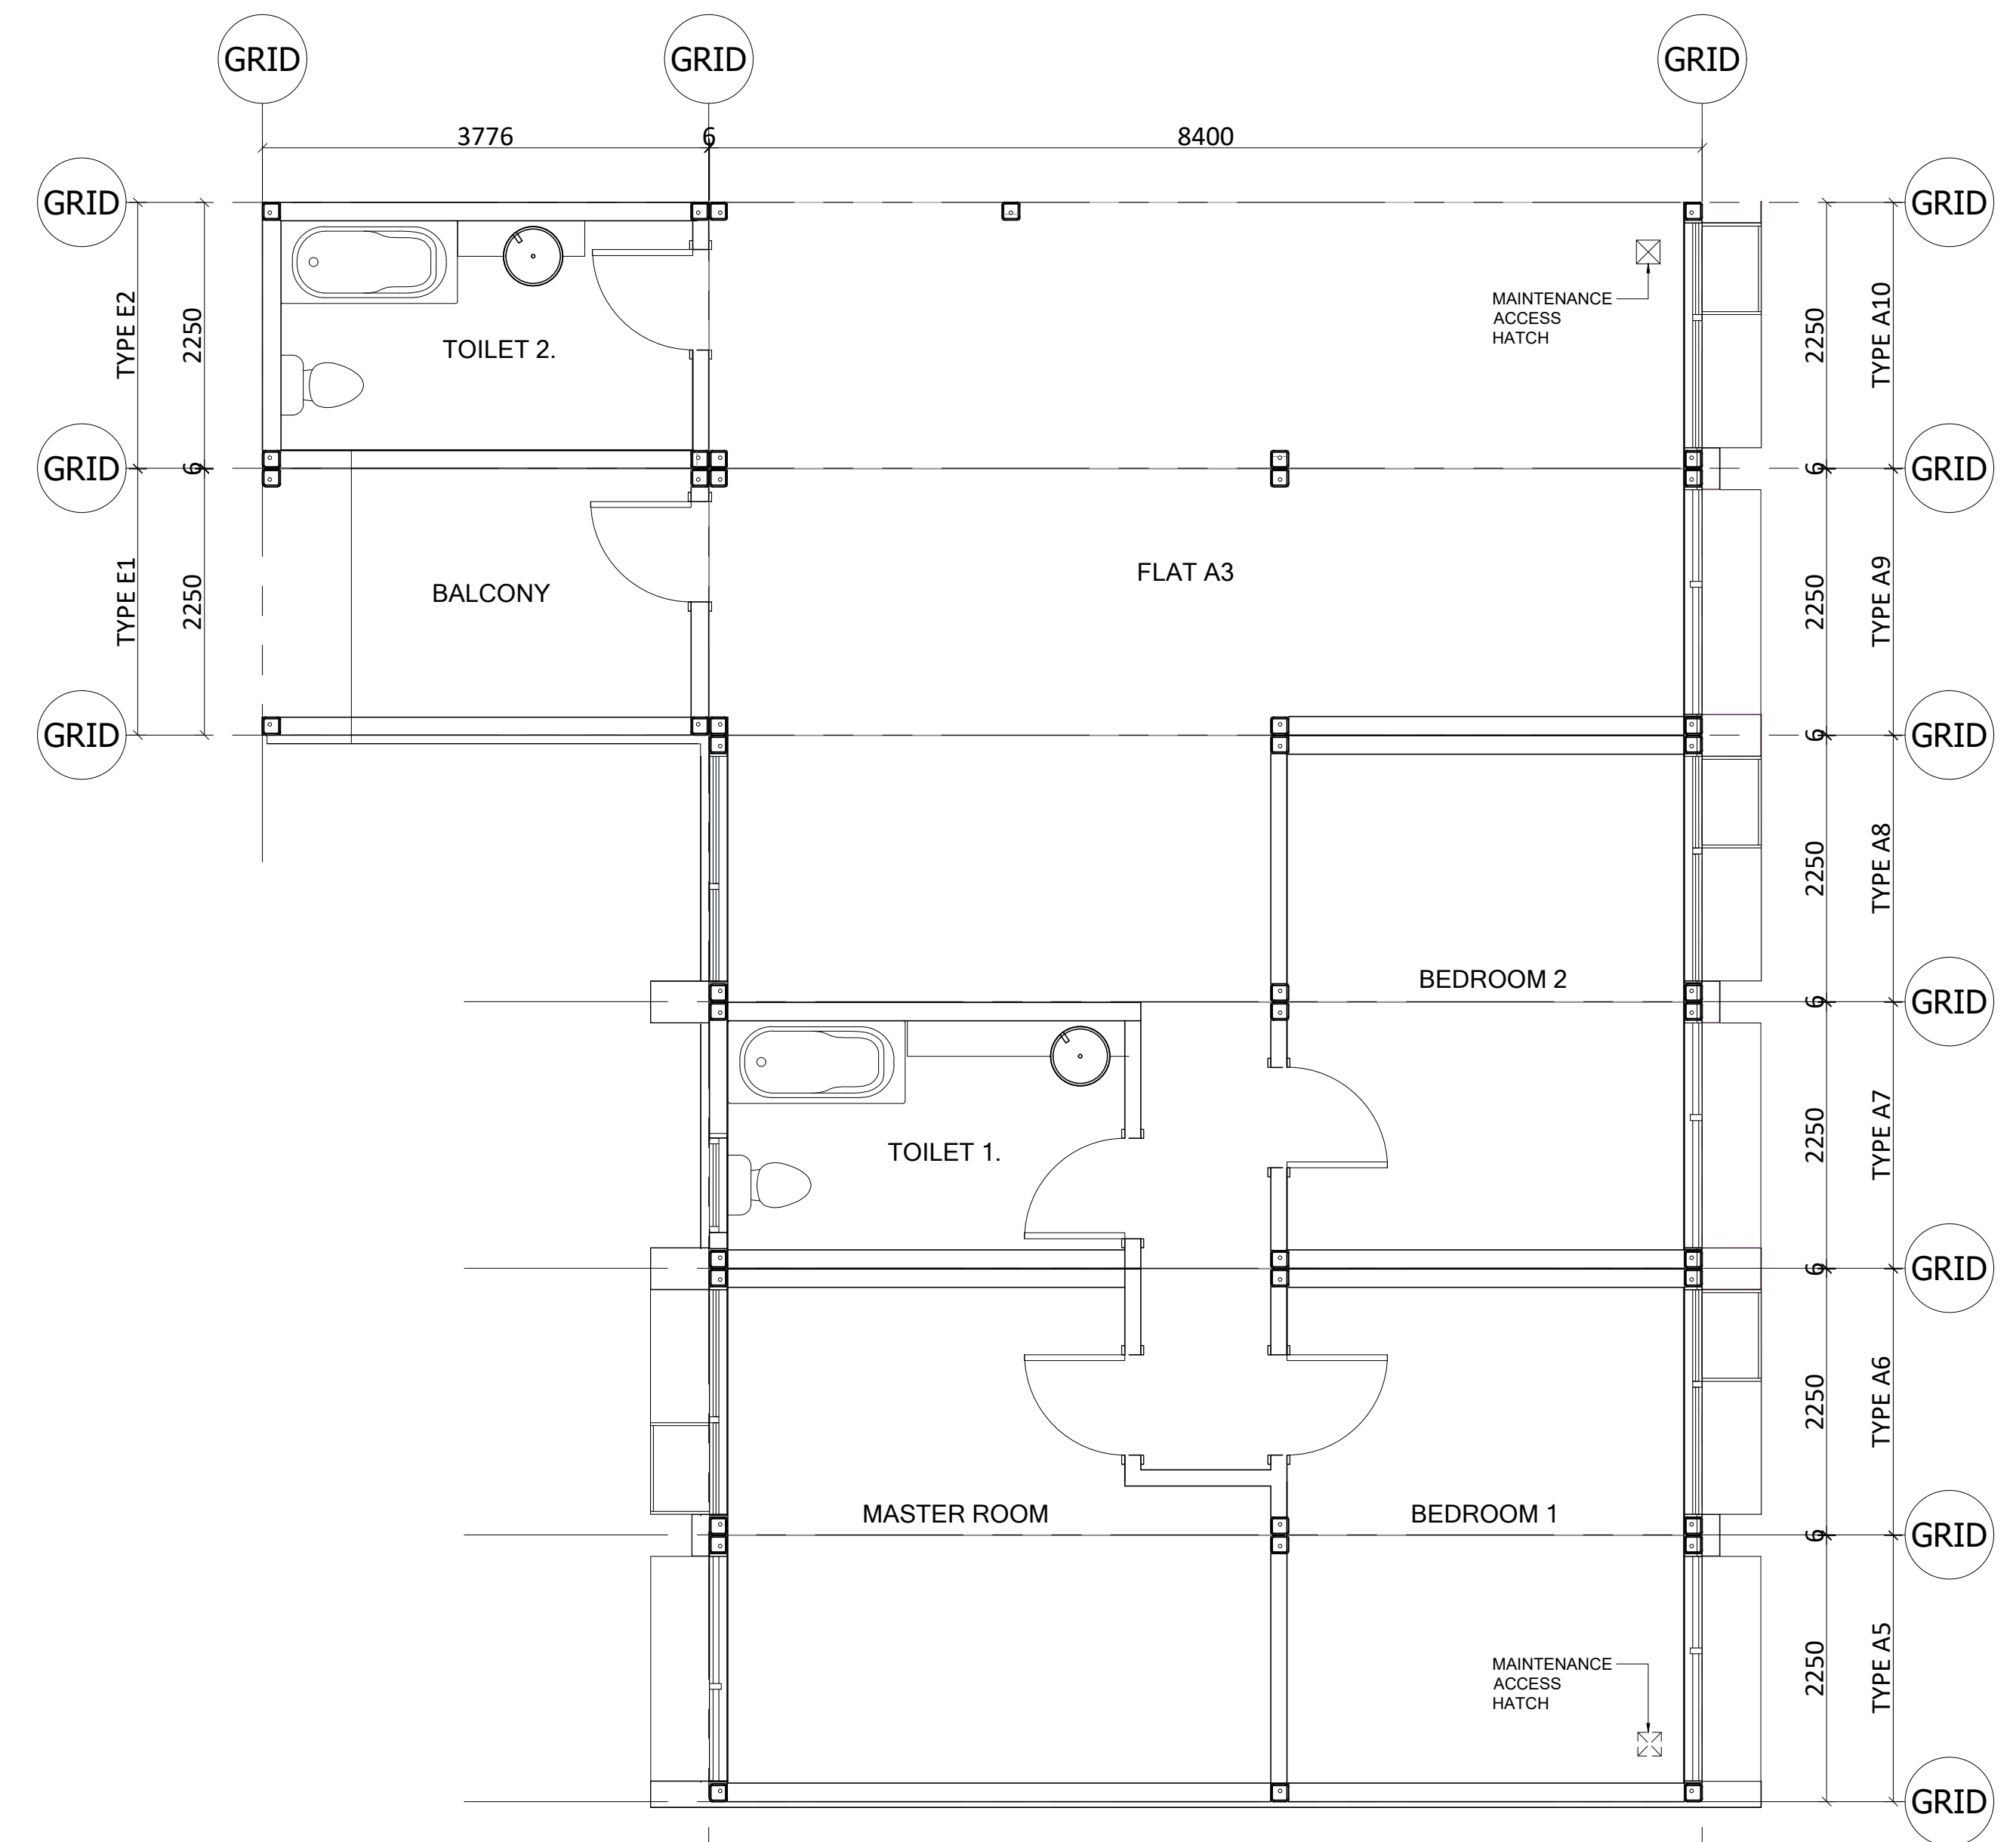 GRID
GRID
GRID
3776
6
8400
GRID
GRID
TYPE E2
2250
TOILET 2.
MAINTENANCE
ACCESS
HATCH
2250
TYPE A10
GRID
6
6
GRID
TYPE E1
2250
BALCONY
FLAT A3
2250
TYPE A9
GRID
6
GRID
2250
TYPE A8
BEDROOM 2
6
GRID
TOILET 1.
2250
TYPE A7
6
GRID
2250
TYPE A6
MASTER ROOM
BEDROOM 1
6
GRID
MAINTENANCE
ACCESS
HATCH
2250
TYPE A5
GRID